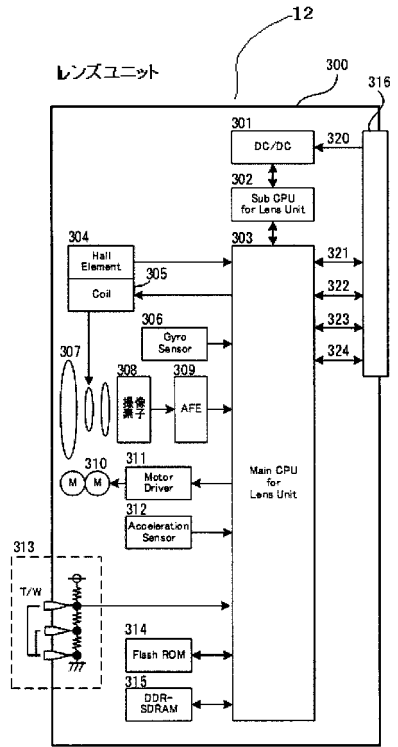 12
レンズユニット
300
316
301
DC/DC
320
302
Sub CPU
for Lens Unit
303
304
Hall
Element
305
Coil
321
322
323
324
306
Gyro
Sensor
307
308
撮像素子
309
AFE
310
M M
311
Motor
Driver
Main CPU
for
Lens Unit
312
Acceleration
Sensor
313
T/W
314
Flash ROM
315
DDR-
SDRAM